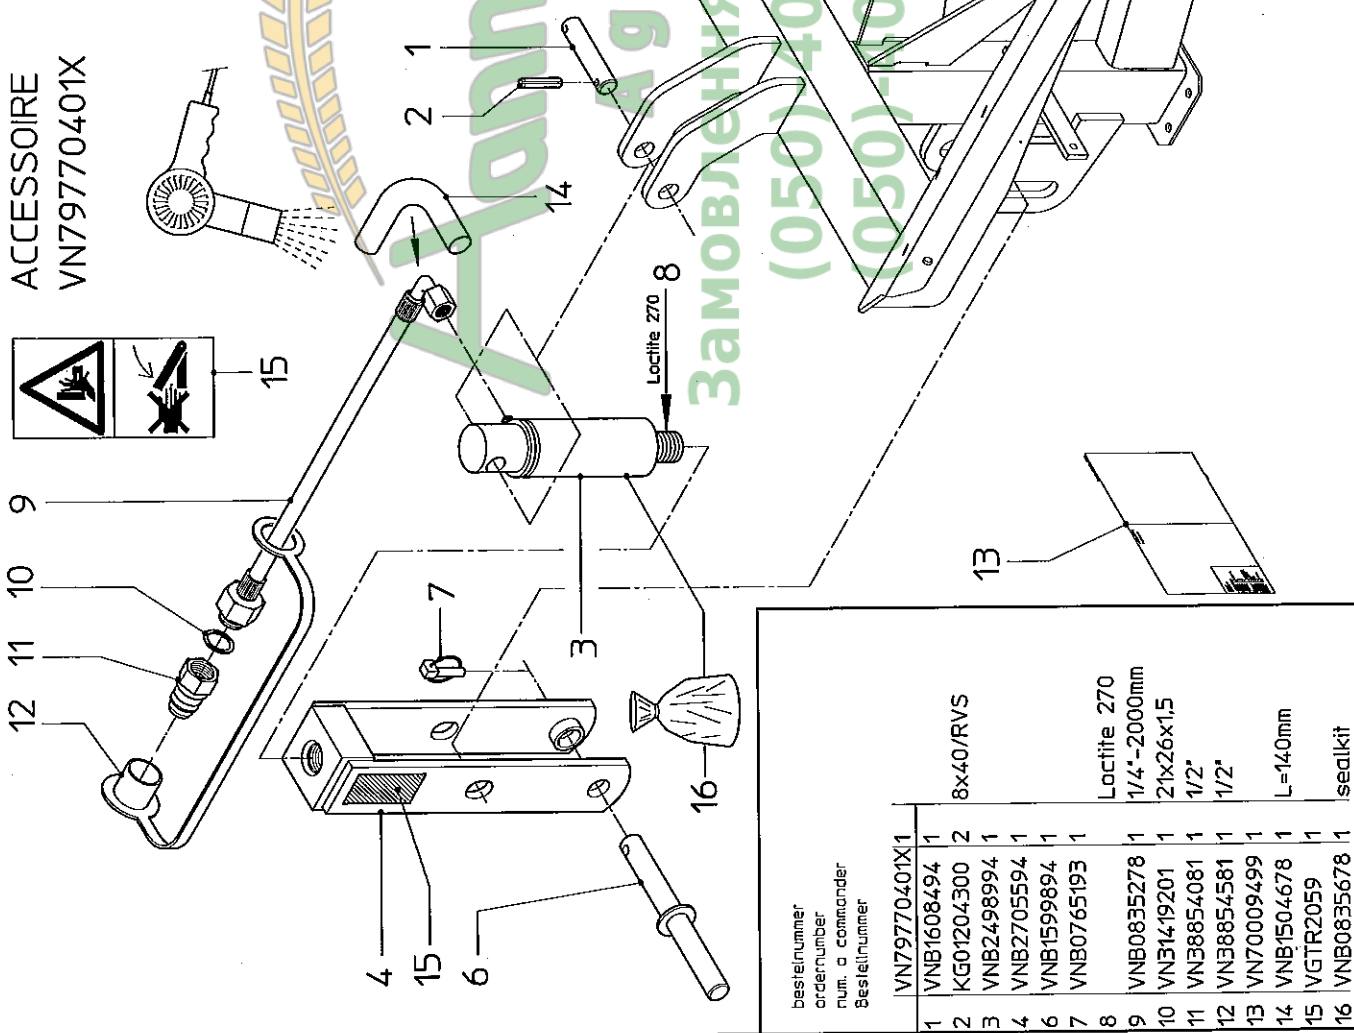 ACCESSOIRE
VN79770401X
1
2
14
15
9
10
11
12
7
3
8
Loctite 270
16
13
4
15
6
Замовлення
(050)-40
(050)-40
bestelnummer
ordernumber
num. a commander
Bestellnummer
VN79770401X 1
1 VNB1608494 1
2 KG01204300 2 8x40/RVS
3 VNB2498994 1
4 VNB2705594 1
6 VNB1599894 1
7 VNB0765193 1
8 Loctite 270
9 VNB0835278 1 1/4"-2000mm
10 VN31419201 1 21x26x1,5
11 VN38854081 1 1/2"
12 VN38854581 1 1/2"
13 VN70009499 1
14 VNB1504678 1 L=140mm
15 VGTR2059 1
16 VNB0835678 1 sealkit